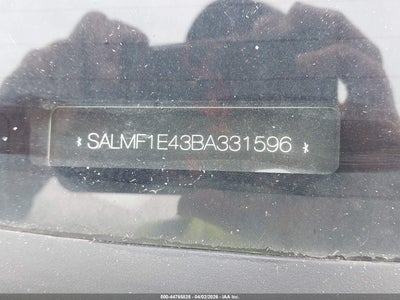 * SALMF1E43BA331596 *
000-44765828 - 04/02/2026 - IAA Inc.